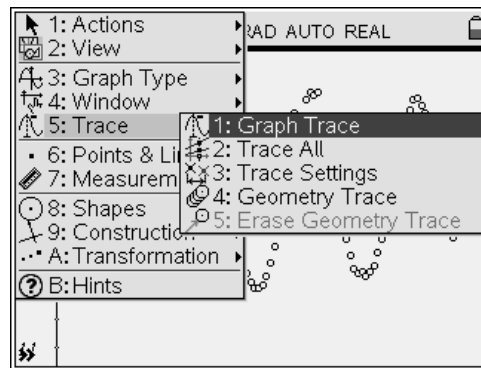 1: Actions
2: View
3: Graph Type
4: Window
5: Trace
6: Points & Li
7: Measurem
8: Shapes
9: Constructio
A: Transformation
B: Hints
RAD AUTO REAL
1: Graph Trace
2: Trace All
3: Trace Settings
4: Geometry Trace
5: Erase Geometry Trace